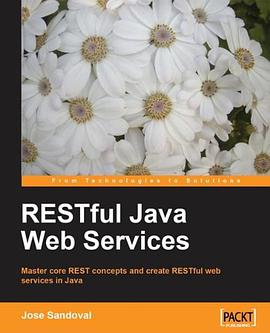 From Technologies to Solutions
RESTful Java
Web Services
Master core REST concepts and create RESTful web
services in Java
Jose Sandoval
PACKT
PUBLISHING